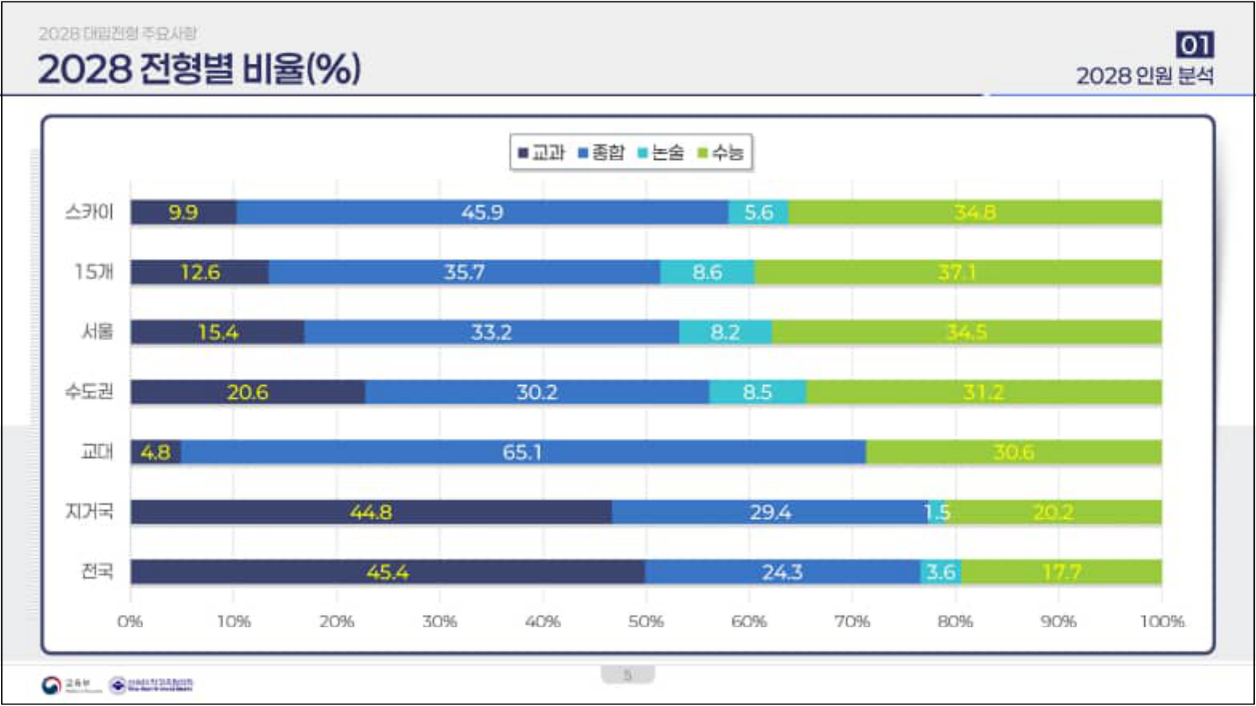 2028 대입전형 주요사항
2028 전형별 비율(%)
01
2028 인원 분석
교과 종합 논술 수능
스카이 9.9 45.9 5.6 34.8
15개 12.6 35.7 8.6 37.1
서울 15.4 33.2 8.2 34.5
수도권 20.6 30.2 8.5 31.2
교대 4.8 65.1 30.6
지거국 44.8 29.4 1.5 20.2
전국 45.4 24.3 3.6 17.7
0% 10% 20% 30% 40% 50% 60% 70% 80% 90% 100%
교육부
5